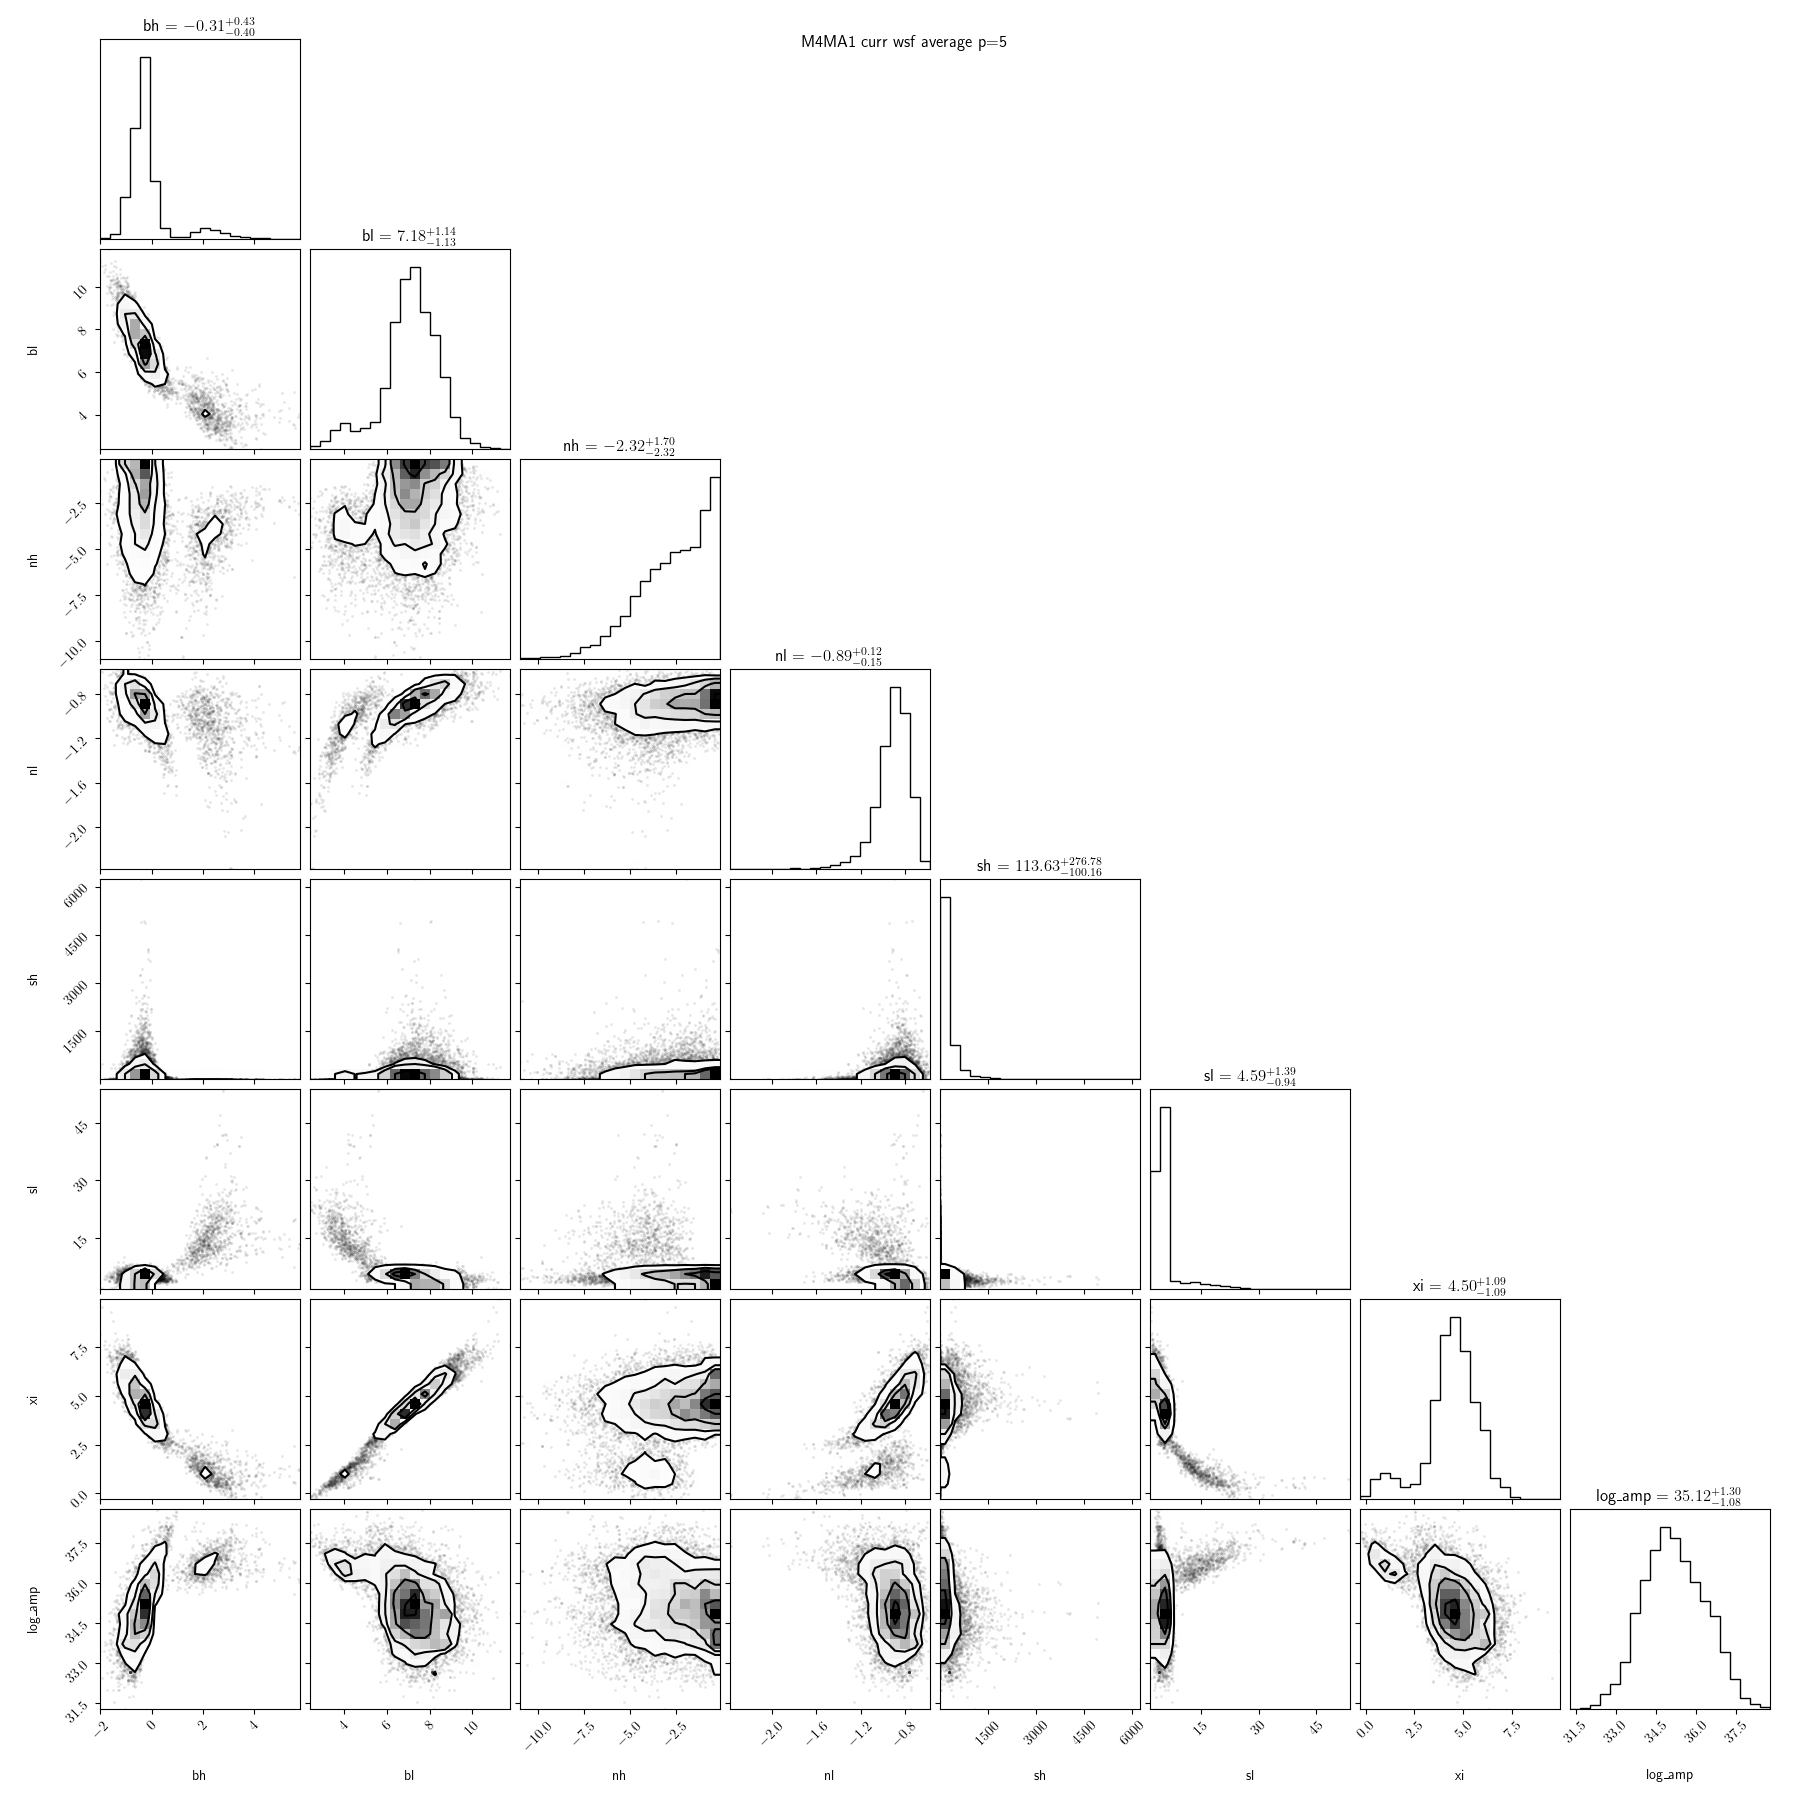 bh = −0.31+0.43 −0.40
M4MA1 curr wsf average p=5
bl = 7.18+1.14 −1.13
10
8
6
4
bl
nh = −2.32+1.70 −2.32
−2.5
−5.0
−7.5
−10.0
nh
nl = −0.89+0.12 −0.15
−0.8
−1.2
−1.6
−2.0
nl
sh = 113.63+276.78 −100.16
6000
4500
3000
1500
sh
sl = 4.59+1.39 −0.94
45
30
15
sl
xi = 4.50+1.09 −1.09
7.5
5.0
2.5
0.0
xi
log_amp = 35.12+1.30 −1.08
37.5
36.0
34.5
33.0
31.5
log_amp
−2 0 2 4 4 6 8 10 −10.0 −7.5 −5.0 −2.5 −2.0 −1.6 −1.2 −0.8 1500 3000 4500 6000 15 30 45 0.0 2.5 5.0 7.5 31.5 33.0 34.5 36.0 37.5
bh bl nh nl sh sl xi log_amp